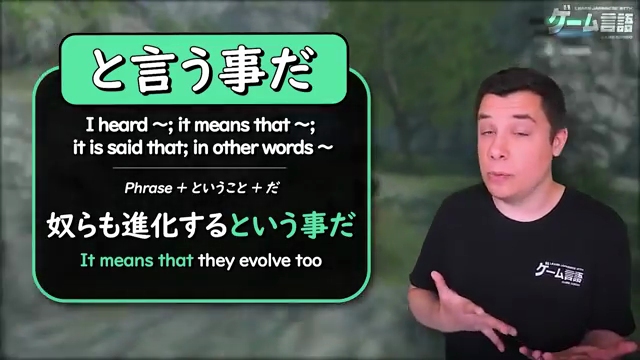 と言う事だ
I heard ～; it means that ～;
it is said that; in other words ～
Phrase + ということ + だ
奴らも進化するという事だ
It means that they evolve too
LEARN JAPANESE WITH
ゲーム言語
ゲーム言語